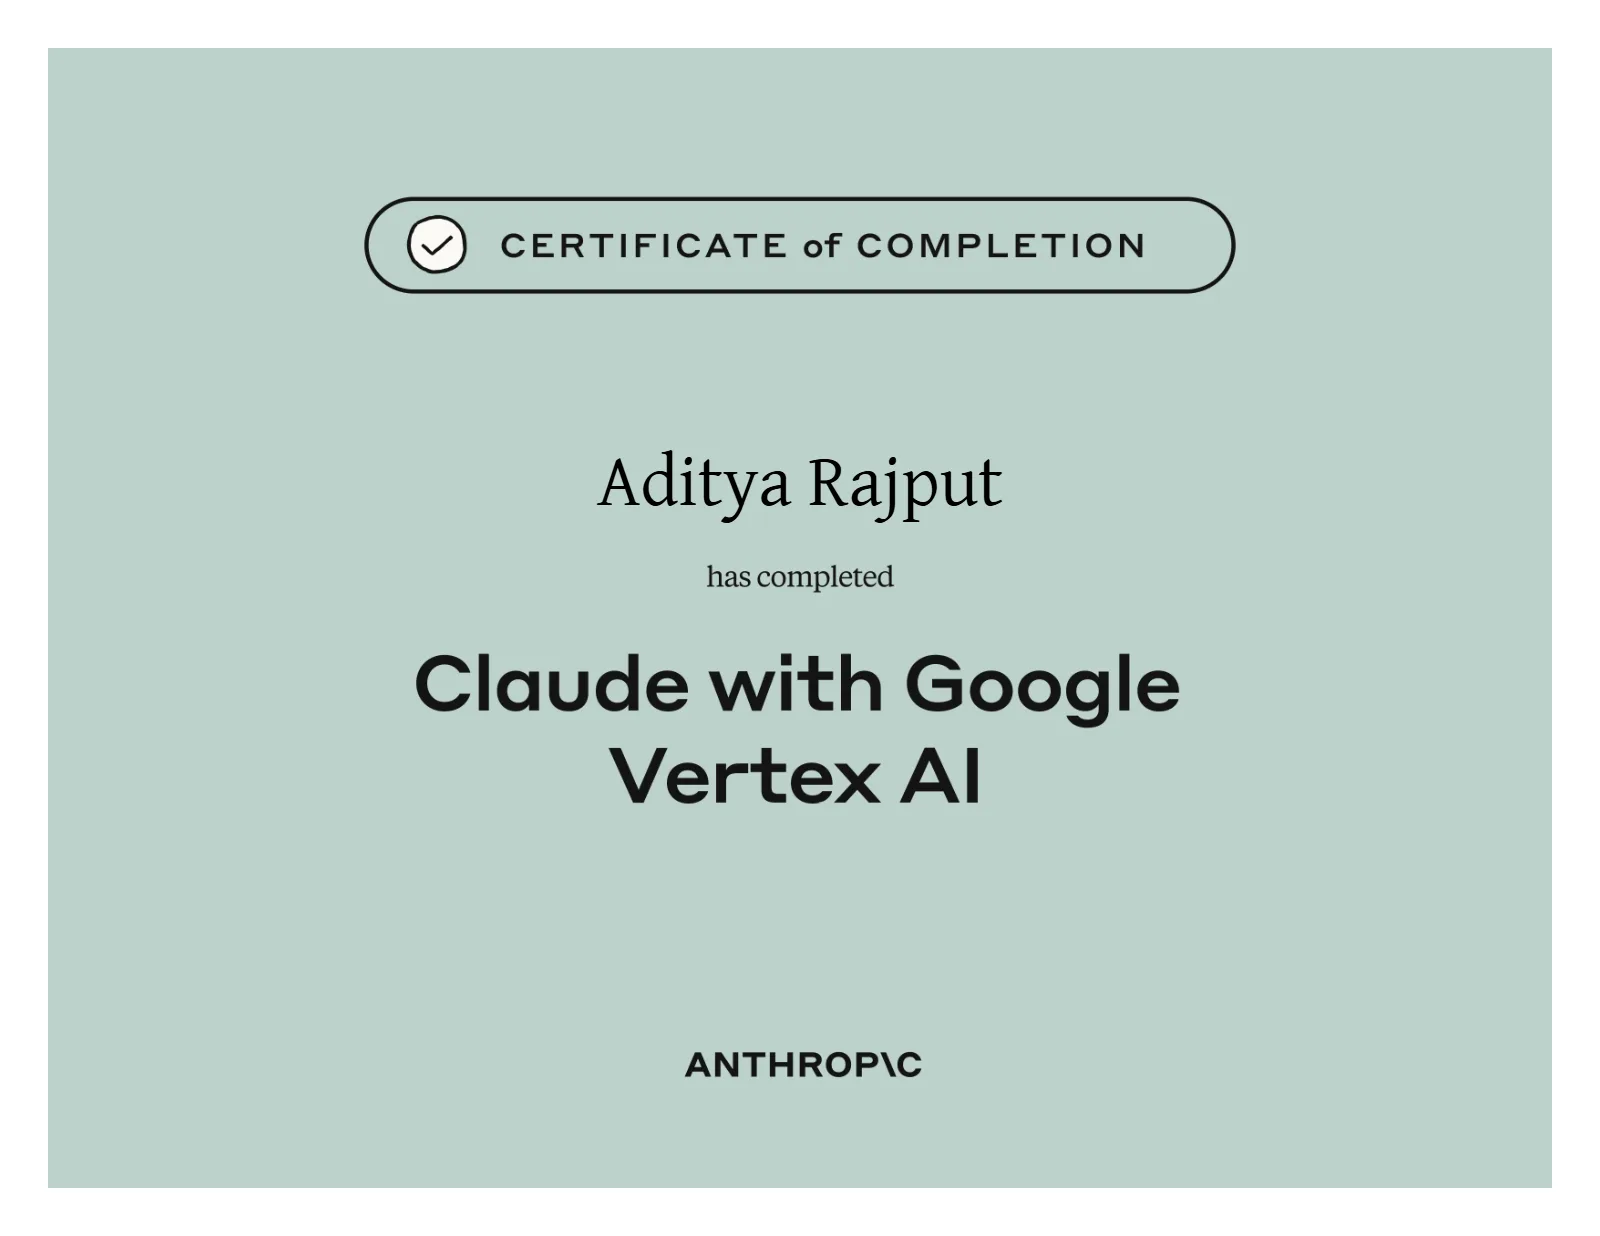 CERTIFICATE of COMPLETION
Aditya Rajput
has completed
Claude with Google
Vertex AI
ANTHROP\C